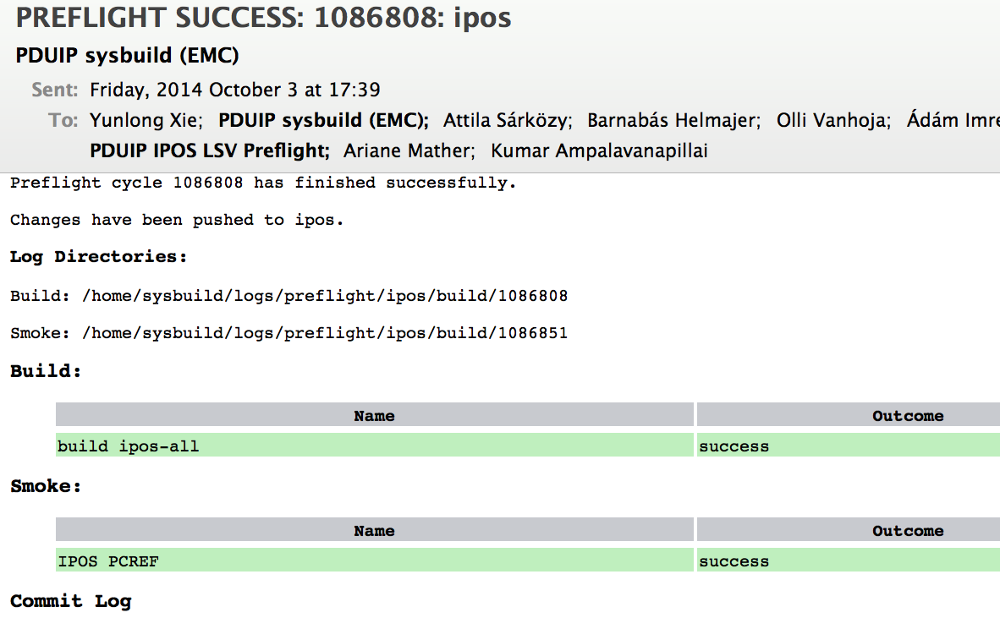 PREFLIGHT SUCCESS: 1086808: ipos
PDUIP sysbuild (EMC)
Sent: Friday, 2014 October 3 at 17:39
To: Yunlong Xie; PDUIP sysbuild (EMC); Attila Sárközy; Barnabás Helmajer; Olli Vanhoja; Ádám Imre
PDUIP IPOS LSV Preflight; Ariane Mather; Kumar Ampalavanapillai
Preflight cycle 1086808 has finished successfully.
Changes have been pushed to ipos.
Log Directories:
Build: /home/sysbuild/logs/preflight/ipos/build/1086808
Smoke: /home/sysbuild/logs/preflight/ipos/build/1086851
Build:
Name Outcome
build ipos-all success
Smoke:
Name Outcome
IPOS PCREF success
Commit Log